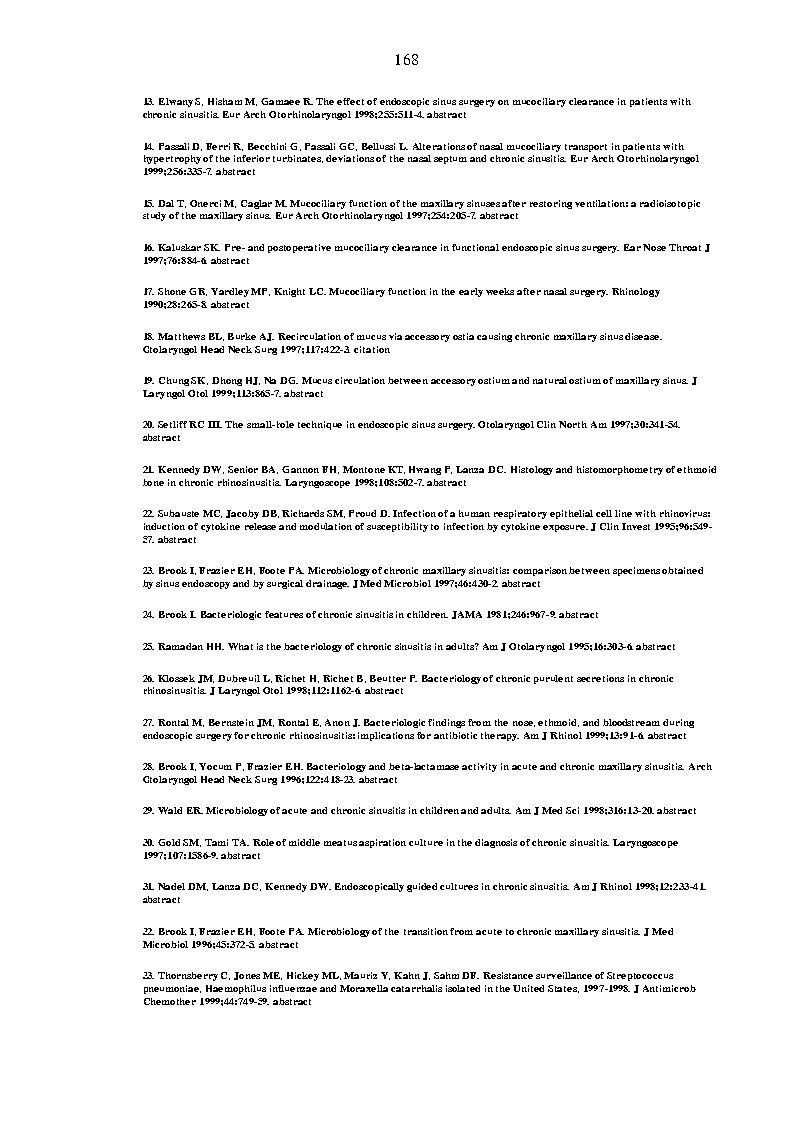 168
13. Elwany S, Hisham M, Gamaee R. The effect of endoscopic sinus surgery on mucociliary clearance in patients with
chronic sinusitis. Eur Arch Otorhinolaryngol 1998;255:511-4. abstract
14. Passali D, Ferri R, Becchini G, Passali GC, Bellussi L. Alterations of nasal mucociliary transport in patients with
hypertrophy of the inferior turbinates, deviations of the nasal septum and chronic sinusitis. Eur Arch Otorhinolaryngol
1999;256:335-7. abstract
15. Dal T, Onerci M, Caglar M. Mucociliary function of the maxillary sinuses after restoring ventilation: a radioisotopic
study of the maxillary sinus. Eur Arch Otorhinolaryngol 1997;254:205-7. abstract
16. Kaluskar SK. Pre- and postoperative mucociliary clearance in functional endoscopic sinus surgery. Ear Nose Throat J
1997;76:884-6. abstract
17. Shone GR, Yardley MP, Knight LC. Mucociliary function in the early weeks after nasal surgery. Rhinology
1990;28:265-8. abstract
18. Matthews BL, Burke AJ. Recirculation of mucus via accessory ostia causing chronic maxillary sinus disease.
Otolaryngol Head Neck Surg 1997;117:422-3. citation
19. Chung SK, Dhong HJ, Na DG. Mucus circulation between accessory ostium and natural ostium of maxillary sinus. J
Laryngol Otol 1999;113:865-7. abstract
20. Setliff RC III. The small-hole technique in endoscopic sinus surgery. Otolaryngol Clin North Am 1997;30:341-54.
abstract
21. Kennedy DW, Senior BA, Gannon FH, Montone KT, Hwang P, Lanza DC. Histology and histomorphometry of ethmoid
bone in chronic rhinosinusitis. Laryngoscope 1998;108:502-7. abstract
22. Subauste MC, Jacoby DB, Richards SM, Proud D. Infection of a human respiratory epithelial cell line with rhinovirus:
induction of cytokine release and modulation of susceptibility to infection by cytokine exposure. J Clin Invest 1995;96:549-
57. abstract
23. Brook I, Frazier EH, Foote PA. Microbiology of chronic maxillary sinusitis: comparison between specimens obtained
by sinus endoscopy and by surgical drainage. J Med Microbiol 1997;46:430-2. abstract
24. Brook I. Bacteriologic features of chronic sinusitis in children. JAMA 1981;246:967-9. abstract
25. Ramadan HH. What is the bacteriology of chronic sinusitis in adults? Am J Otolaryngol 1995;16:303-6. abstract
26. Klossek JM, Dubreuil L, Richet H, Richet B, Beutter P. Bacteriology of chronic purulent secretions in chronic
rhinosinusitis. J Laryngol Otol 1998;112:1162-6. abstract
27. Rontal M, Bernstein JM, Rontal E, Anon J. Bacteriologic findings from the nose, ethmoid, and bloodstream during
endoscopic surgery for chronic rhinosinusitis: implications for antibiotic therapy. Am J Rhinol 1999;13:91-6. abstract
28. Brook I, Yocum P, Frazier EH. Bacteriology and beta-lactamase activity in acute and chronic maxillary sinusitis. Arch
Otolaryngol Head Neck Surg 1996;122:418-23. abstract
29. Wald ER. Microbiology of acute and chronic sinusitis in children and adults. Am J Med Sci 1998;316:13-20. abstract
30. Gold SM, Tami TA. Role of middle meatus aspiration culture in the diagnosis of chronic sinusitis. Laryngoscope
1997;107:1586-9. abstract
31. Nadel DM, Lanza DC, Kennedy DW. Endoscopically guided cultures in chronic sinusitis. Am J Rhinol 1998;12:233-41.
abstract
22. Brook I, Frazier EH, Foote PA. Microbiology of the transition from acute to chronic maxillary sinusitis. J Med
Microbiol 1996;45:372-5. abstract
23. Thornsberry C, Jones ME, Hickey ML, Mauriz Y, Kahn J, Sahm DF. Resistance surveillance of Streptococcus
pneumoniae, Haemophilus influenzae and Moraxella catarrhalis isolated in the United States, 1997-1998. J Antimicrob
Chemother 1999;44:749-59. abstract